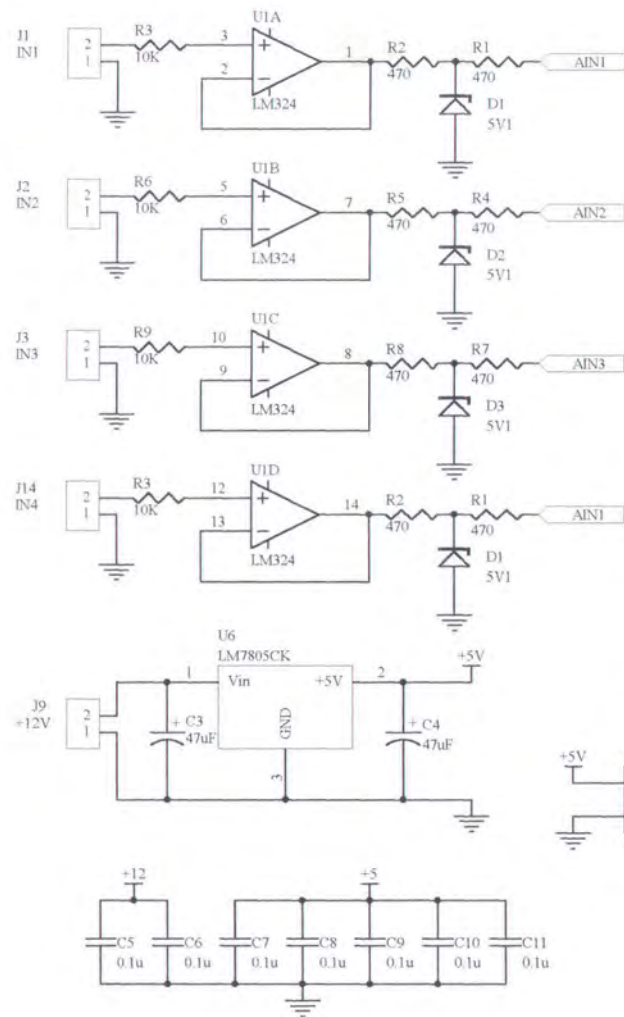 U1A
J1
IN1
2
1
R3
10K
3
2
1
LM324
R2
470
R1
470
AIN1
D1
5V1
U1B
J2
IN2
2
1
R6
10K
5
6
7
LM324
R5
470
R4
470
AIN2
D2
5V1
U1C
J3
IN3
2
1
R9
10K
10
9
8
LM324
R8
470
R7
470
AIN3
D3
5V1
U1D
J14
IN4
2
1
R3
10K
12
13
14
LM324
R2
470
R1
470
AIN1
D1
5V1
U6
LM7805CK
J9
+12V
2
1
1
Vin
+5V
2
GND
3
+ C3
47uF
+ C4
47uF
+5V
+5V
+12
+5
C5
0.1u
C6
0.1u
C7
0.1u
C8
0.1u
C9
0.1u
C10
0.1u
C11
0.1u